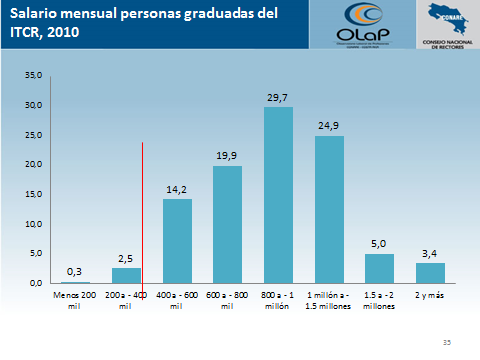 Salario mensual personas graduadas del
ITCR, 2010
OLaP
CONARE
CONSEJO NACIONAL
DE RECTORES
35,0
30,0
25,0
20,0
15,0
10,0
5,0
0,0
0,3
2,5
14,2
19,9
29,7
24,9
5,0
3,4
Menos 200
mil
200 a - 400
mil
400 a - 600
mil
600 a - 800
mil
800 a - 1
millón
1 millón a -
1.5 millones
1.5 a - 2
millones
2 y más
35